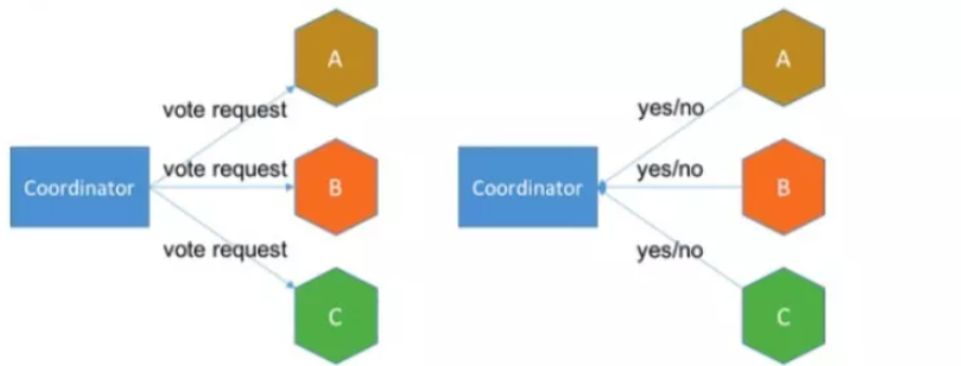 A
vote request
vote request
Coordinator
B
vote request
C
A
yes/no
yes/no
Coordinator
B
yes/no
C